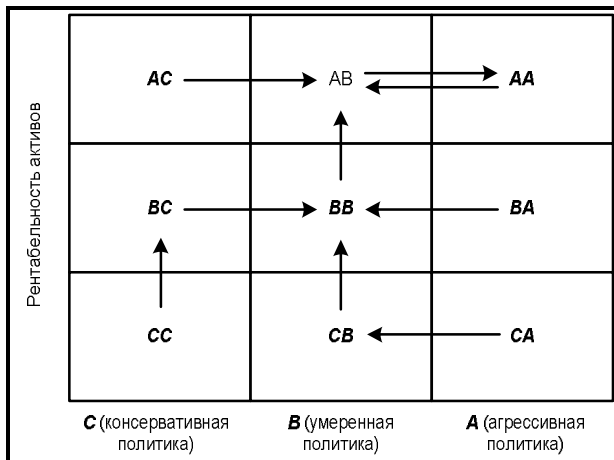 Рентабельность активов
AC AB AA
BC BB BA
CC CB CA
C (консервативная политика)
B (умеренная политика)
A (агрессивная политика)